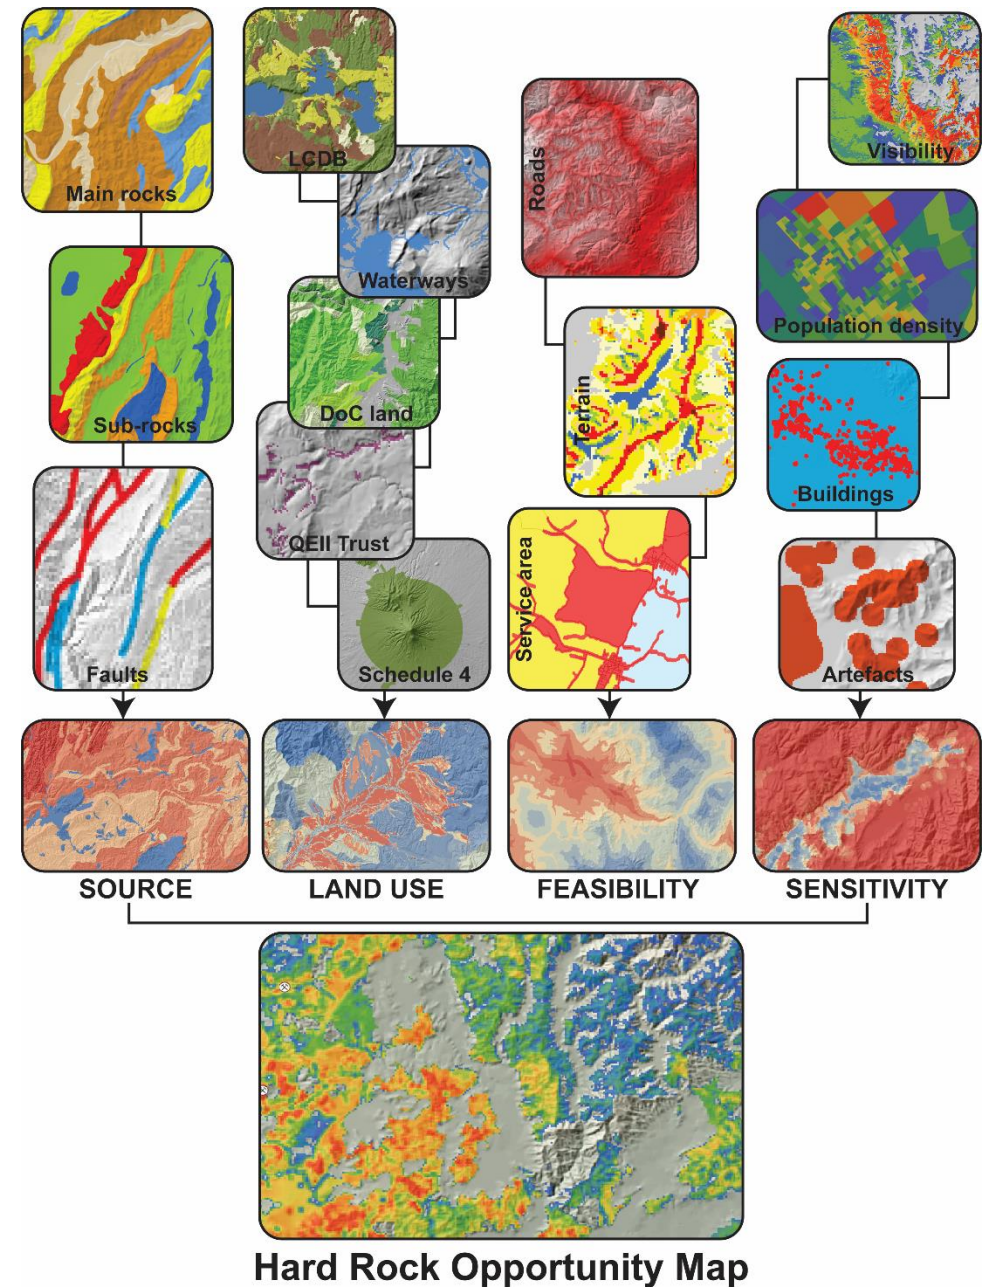 Main rocks
Sub-rocks
Faults
SOURCE
LCDB
Waterways
DoC land
QEII Trust
Schedule 4
LAND USE
Roads
Terrain
Service area
FEASIBILITY
Visibility
Population density
Buildings
Artefacts
SENSITIVITY
Hard Rock Opportunity Map